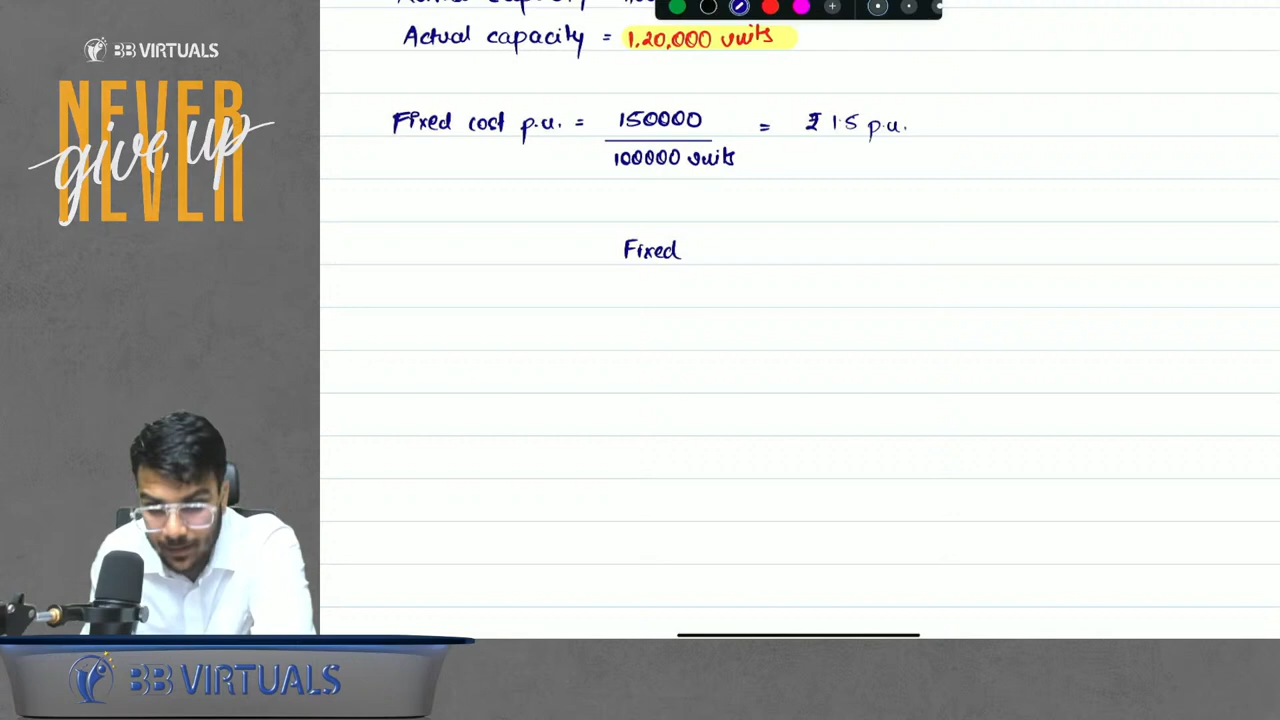 BB VIRTUALS
NEVER
give up
NEVER
Actual capacity = 1,20,000 units
Fixed cost p.u. = 150000 / 100000 units = ₹ 1.5 p.u.
Fixed
BB VIRTUALS